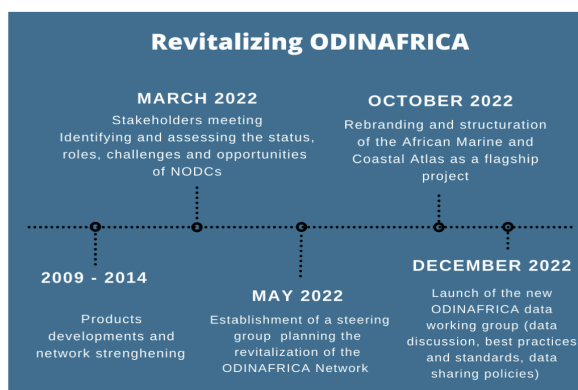 Revitalizing ODINAFRICA
MARCH 2022
Stakeholders meeting
Identifying and assessing the status,
roles, challenges and opportunities
of NODCs
OCTOBER 2022
Rebranding and structuration
of the African Marine and
Coastal Atlas as a flagship
project
2009 - 2014
Products
developments and
network strenghening
MAY 2022
Establishment of a steering
group planning the
revitalization of the
ODINAFRICA Network
DECEMBER 2022
Launch of the new
ODINAFRICA data
working group (data
discussion, best practices
and standards, data
sharing policies)